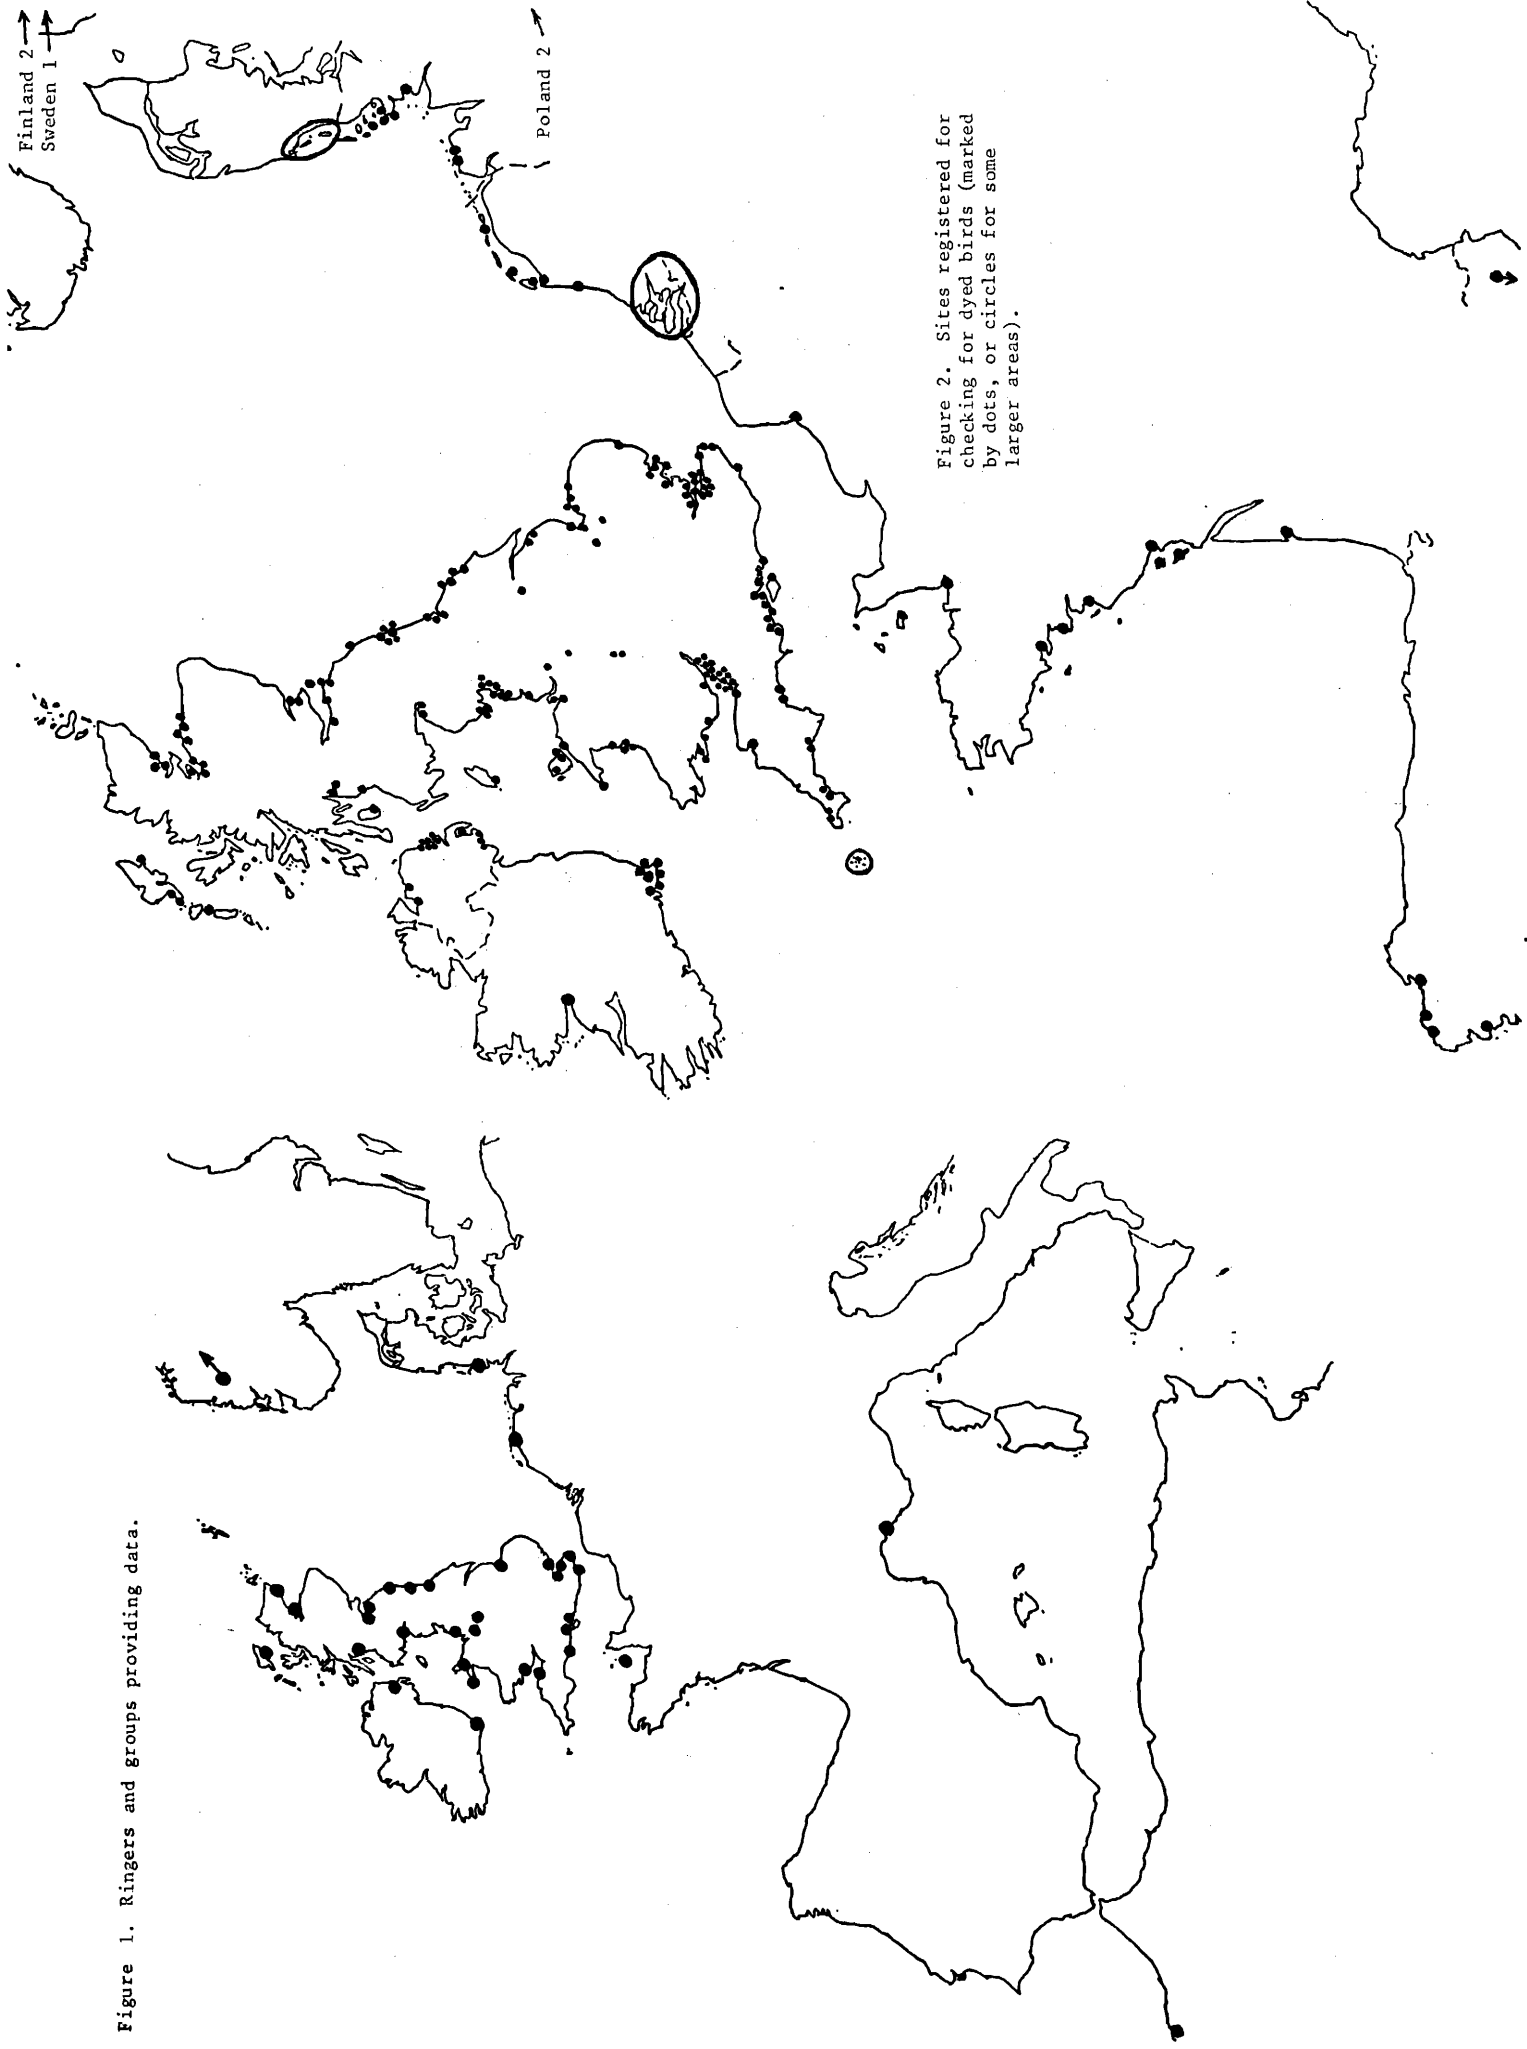 Figure 1. Ringers and groups providing data.
Finland 2
Sweden 1
Poland 2
Figure 2. Sites registered for
checking for dyed birds (marked
by dots, or circles for some
larger areas).